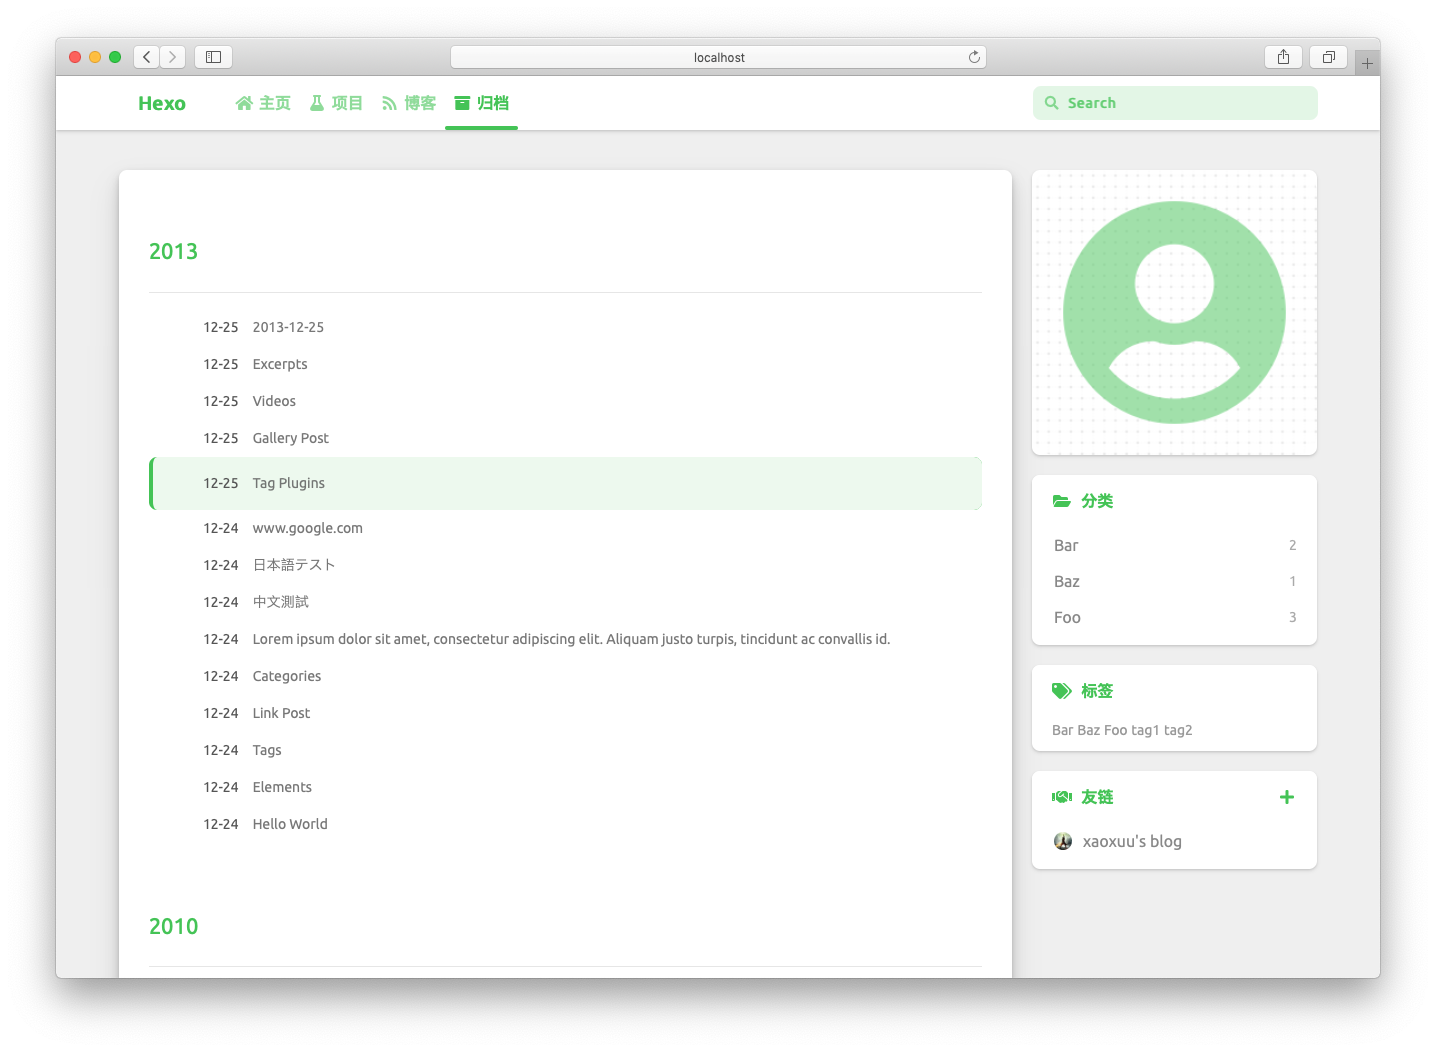 localhost
Hexo 主页 项目 博客 归档 Search
2013
12-25 2013-12-25
12-25 Excerpts
12-25 Videos
12-25 Gallery Post
12-25 Tag Plugins
12-24 www.google.com
12-24 日本語テスト
12-24 中文測試
12-24 Lorem ipsum dolor sit amet, consectetur adipiscing elit. Aliquam justo turpis, tincidunt ac convallis id.
12-24 Categories
12-24 Link Post
12-24 Tags
12-24 Elements
12-24 Hello World
2010
分类
Bar 2
Baz 1
Foo 3
标签
Bar Baz Foo tag1 tag2
友链
xaoxuu's blog